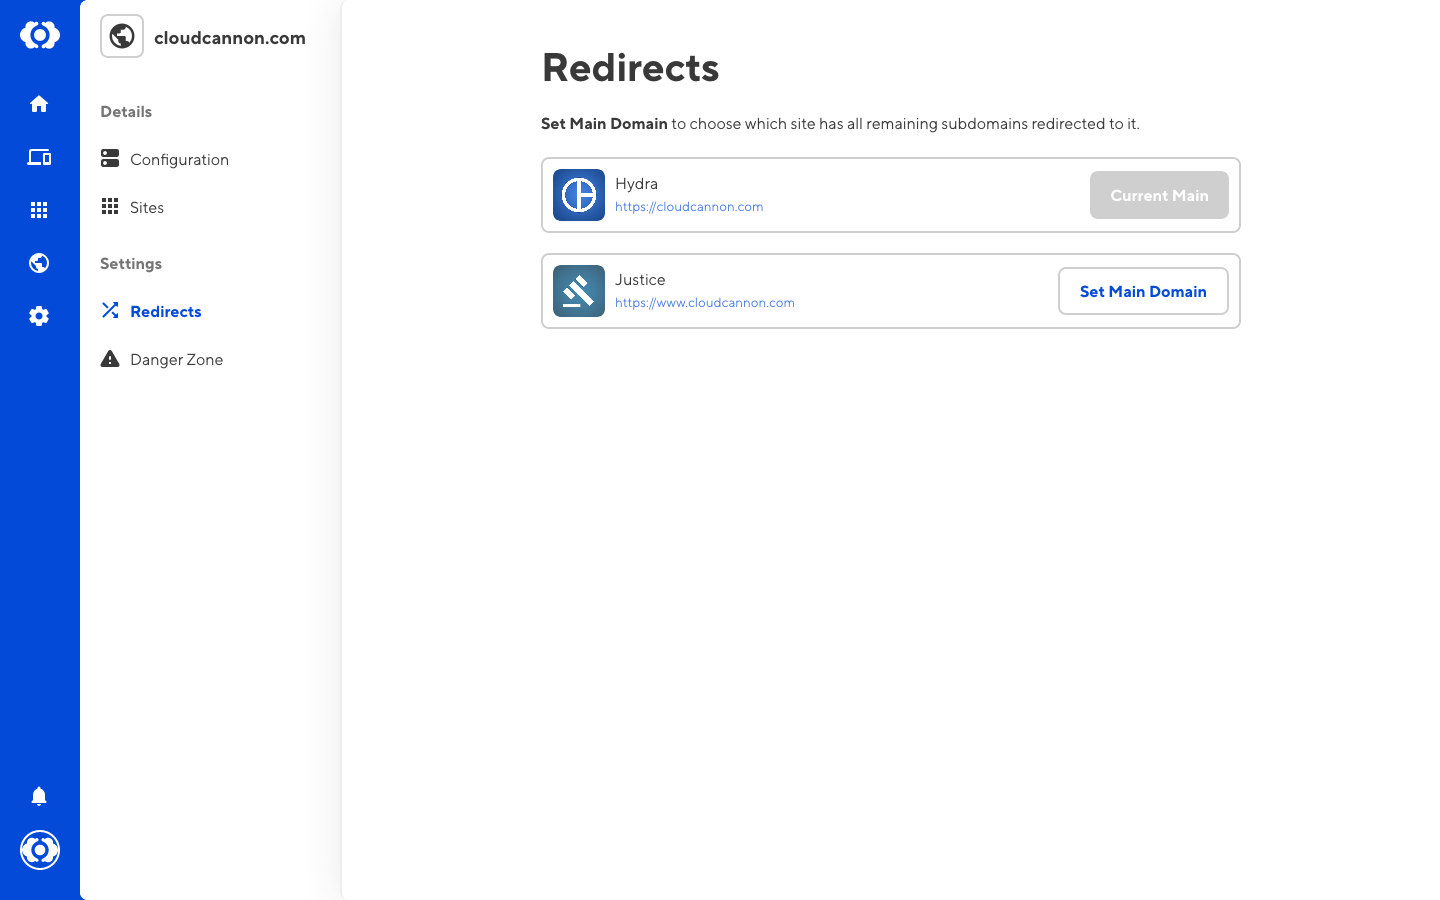 cloudcannon.com
Details
Configuration
Sites
Settings
Redirects
Danger Zone
Redirects
Set Main Domain to choose which site has all remaining subdomains redirected to it.
Hydra
https://cloudcannon.com
Current Main
Justice
https://www.cloudcannon.com
Set Main Domain